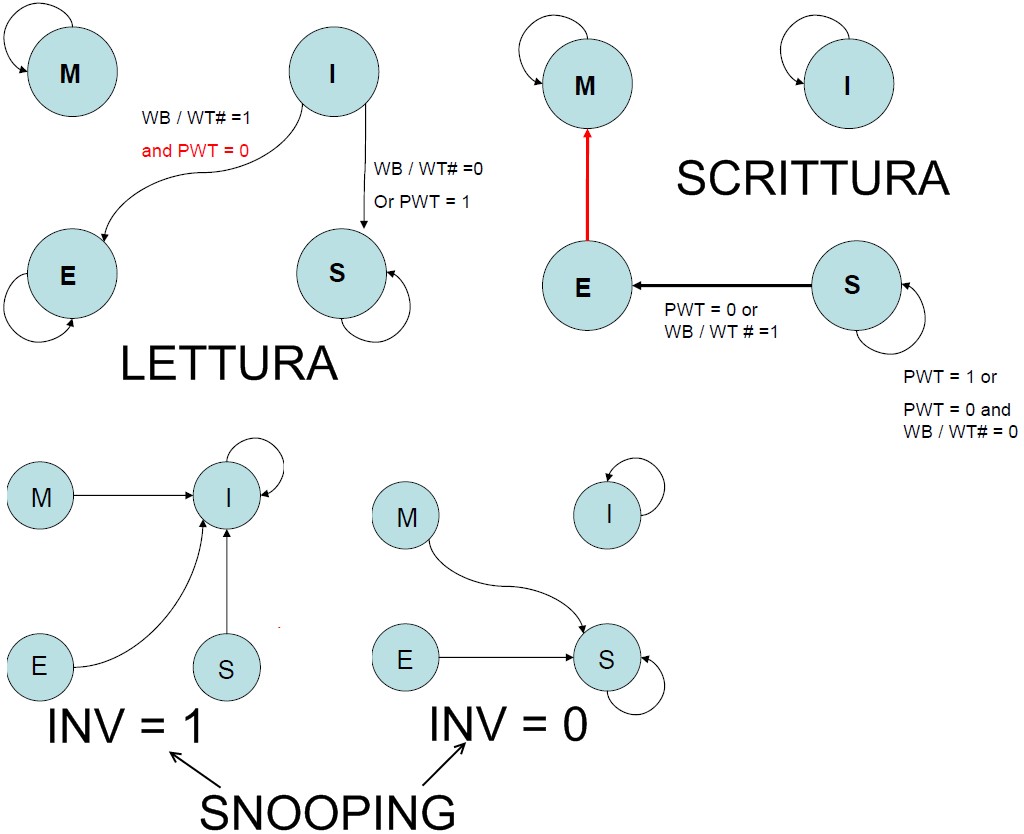 M
I
WB / WT# =1
and PWT = 0
WB / WT# =0
Or PWT = 1
E
S
LETTURA
M
I
SCRITTURA
E
S
PWT = 0 or
WB / WT # =1
PWT = 1 or
PWT = 0 and
WB / WT# = 0
M
I
E
S
INV = 1
M
I
E
S
INV = 0
SNOOPING